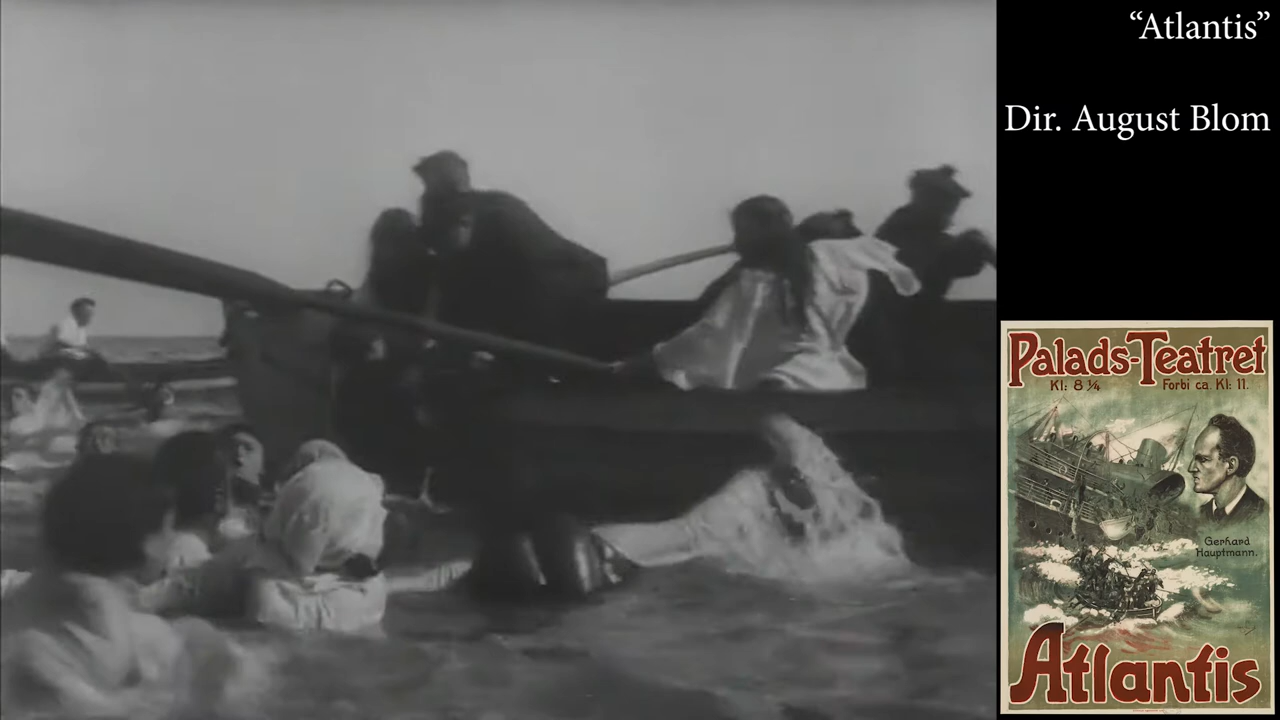 “Atlantis”
Dir. August Blom
Palads-Teatret
Kl: 8 ¼
Forbi ca. Kl: 11.
Gerhard
Hauptmann.
Atlantis